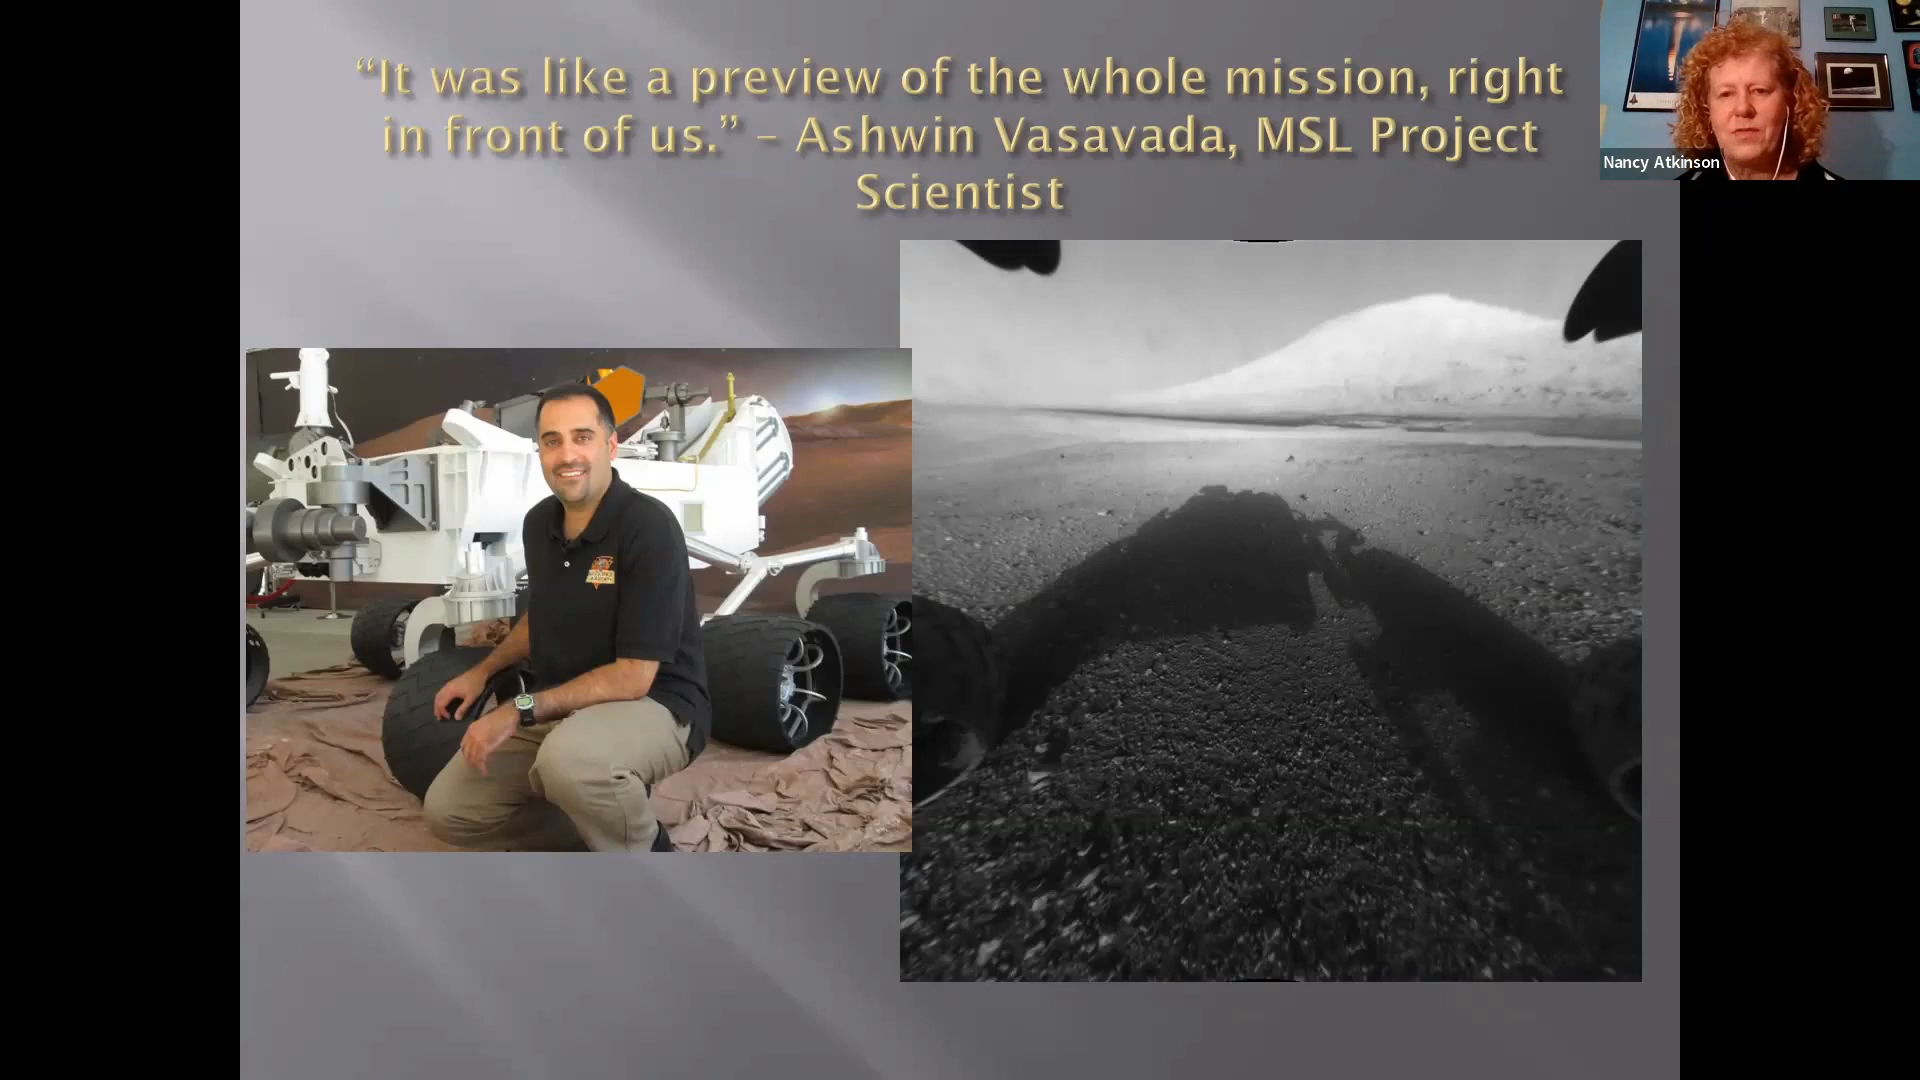 “It was like a preview of the whole mission, right
in front of us.” – Ashwin Vasavada, MSL Project
Scientist
Nancy Atkinson